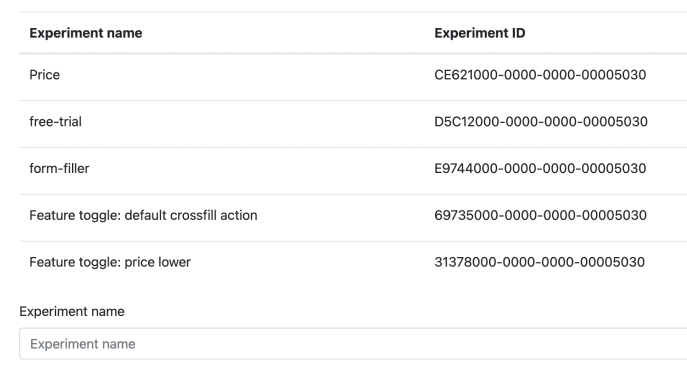 Experiment name Experiment ID
Price CE621000-0000-0000-00005030
free-trial D5C12000-0000-0000-00005030
form-filler E9744000-0000-0000-00005030
Feature toggle: default crossfill action 69735000-0000-0000-00005030
Feature toggle: price lower 31378000-0000-0000-00005030
Experiment name
Experiment name